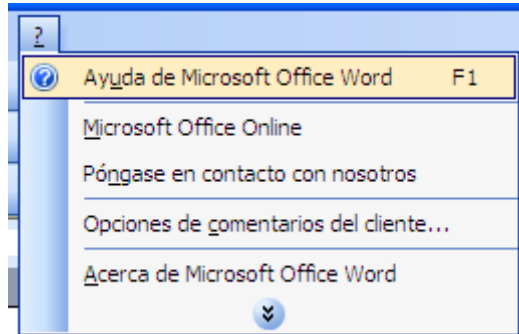 ?
Ayuda de Microsoft Office Word F1
Microsoft Office Online
Póngase en contacto con nosotros
Opciones de comentarios del cliente...
Acerca de Microsoft Office Word